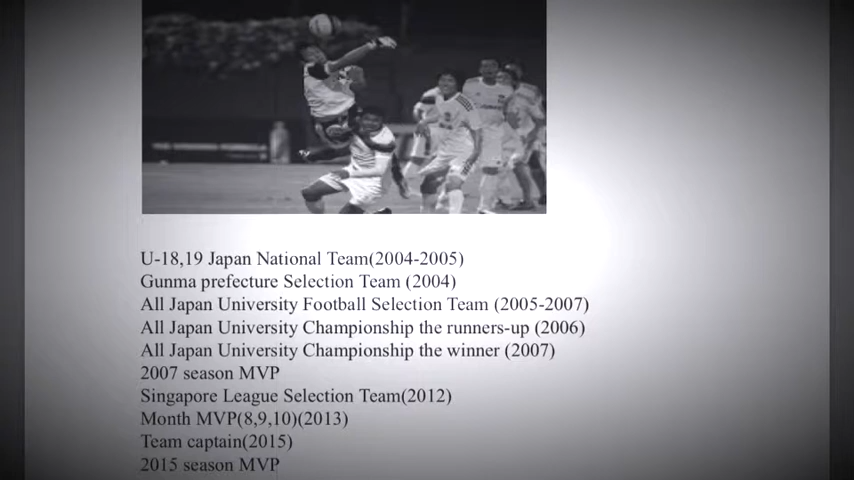 U-18,19 Japan National Team(2004-2005)
Gunma prefecture Selection Team (2004)
All Japan University Football Selection Team (2005-2007)
All Japan University Championship the runners-up (2006)
All Japan University Championship the winner (2007)
2007 season MVP
Singapore League Selection Team(2012)
Month MVP(8,9,10)(2013)
Team captain(2015)
2015 season MVP